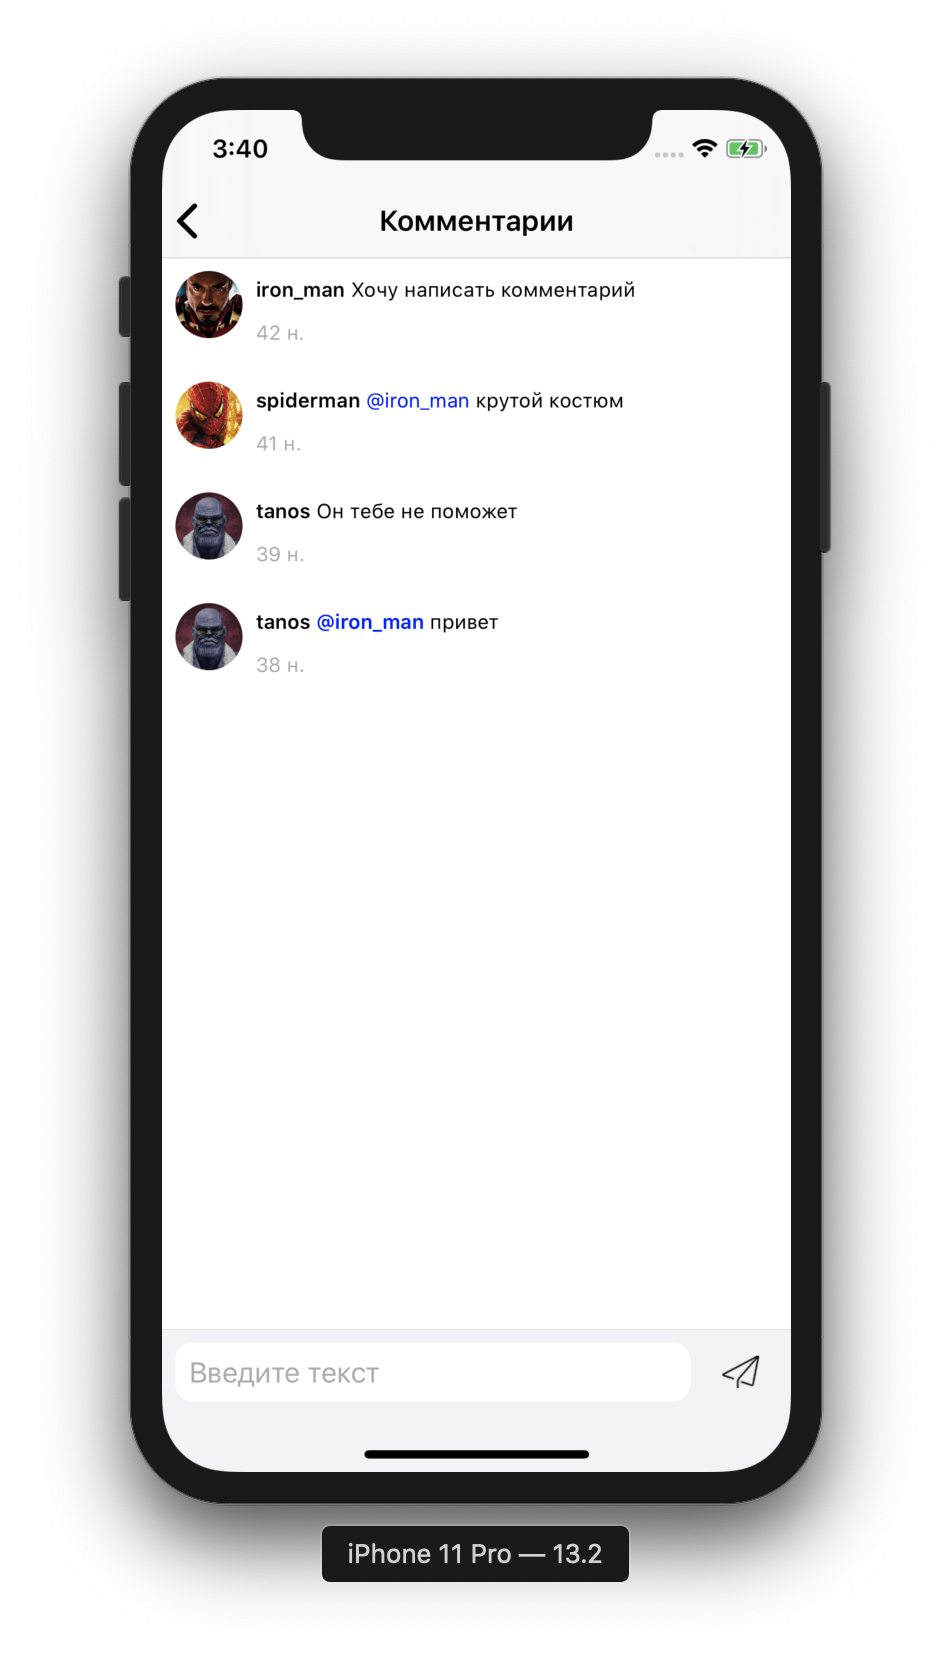 3:40
Комментарии
iron_man Хочу написать комментарий
42 н.
spiderman @iron_man крутой костюм
41 н.
tanos Он тебе не поможет
39 н.
tanos @iron_man привет
38 н.
Введите текст
iPhone 11 Pro — 13.2